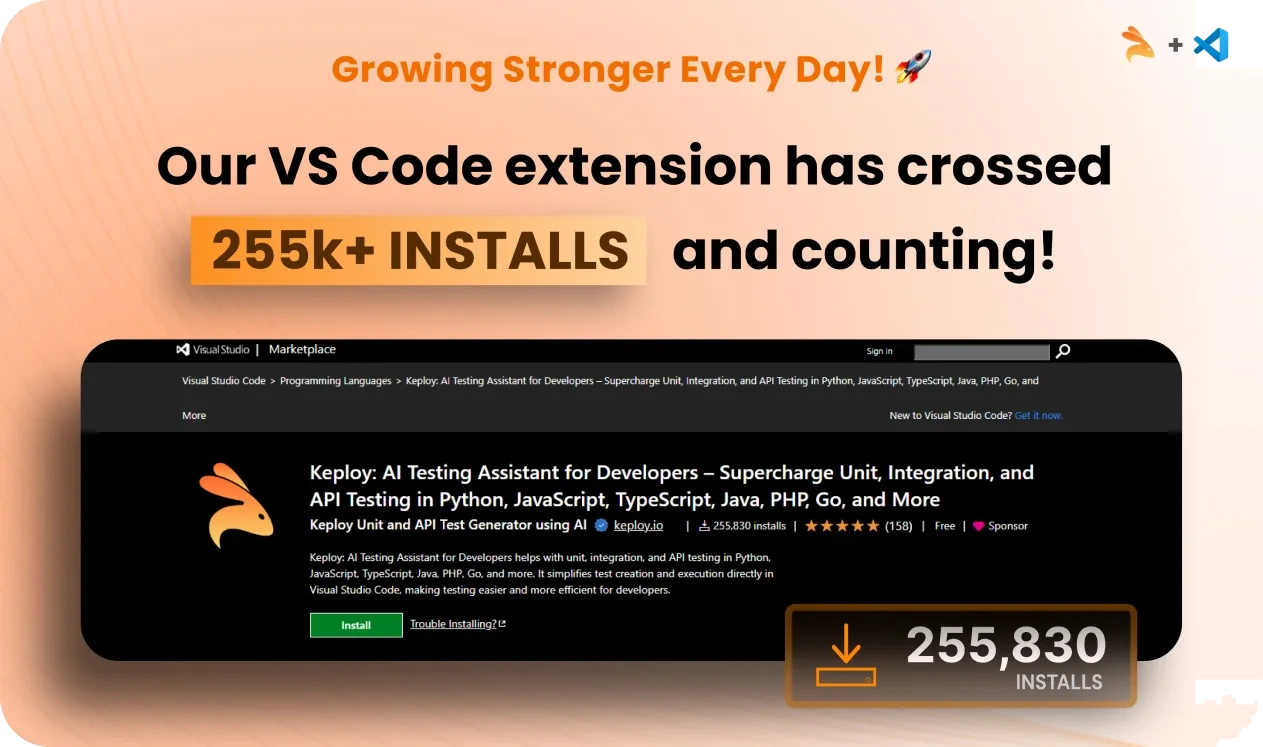 Growing Stronger Every Day! 🚀
+
Our VS Code extension has crossed
255k+ INSTALLS and counting!
Visual Studio | Marketplace
Sign in
Visual Studio Code > Programming Languages > Keploy: AI Testing Assistant for Developers – Supercharge Unit, Integration, and API Testing in Python, JavaScript, TypeScript, Java, PHP, Go, and
More
New to Visual Studio Code? Get it now.
Keploy: AI Testing Assistant for Developers – Supercharge Unit, Integration, and
API Testing in Python, JavaScript, TypeScript, Java, PHP, Go, and More
Keploy Unit and API Test Generator using AI keploy.io | 255,830 installs | ★★★★★ (158) | Free | Sponsor
Keploy: AI Testing Assistant for Developers helps with unit, integration, and API testing in Python,
JavaScript, TypeScript, Java, PHP, Go, and more. It simplifies test creation and execution directly in
Visual Studio Code, making testing easier and more efficient for developers.
Install
Trouble Installing?
255,830
INSTALLS